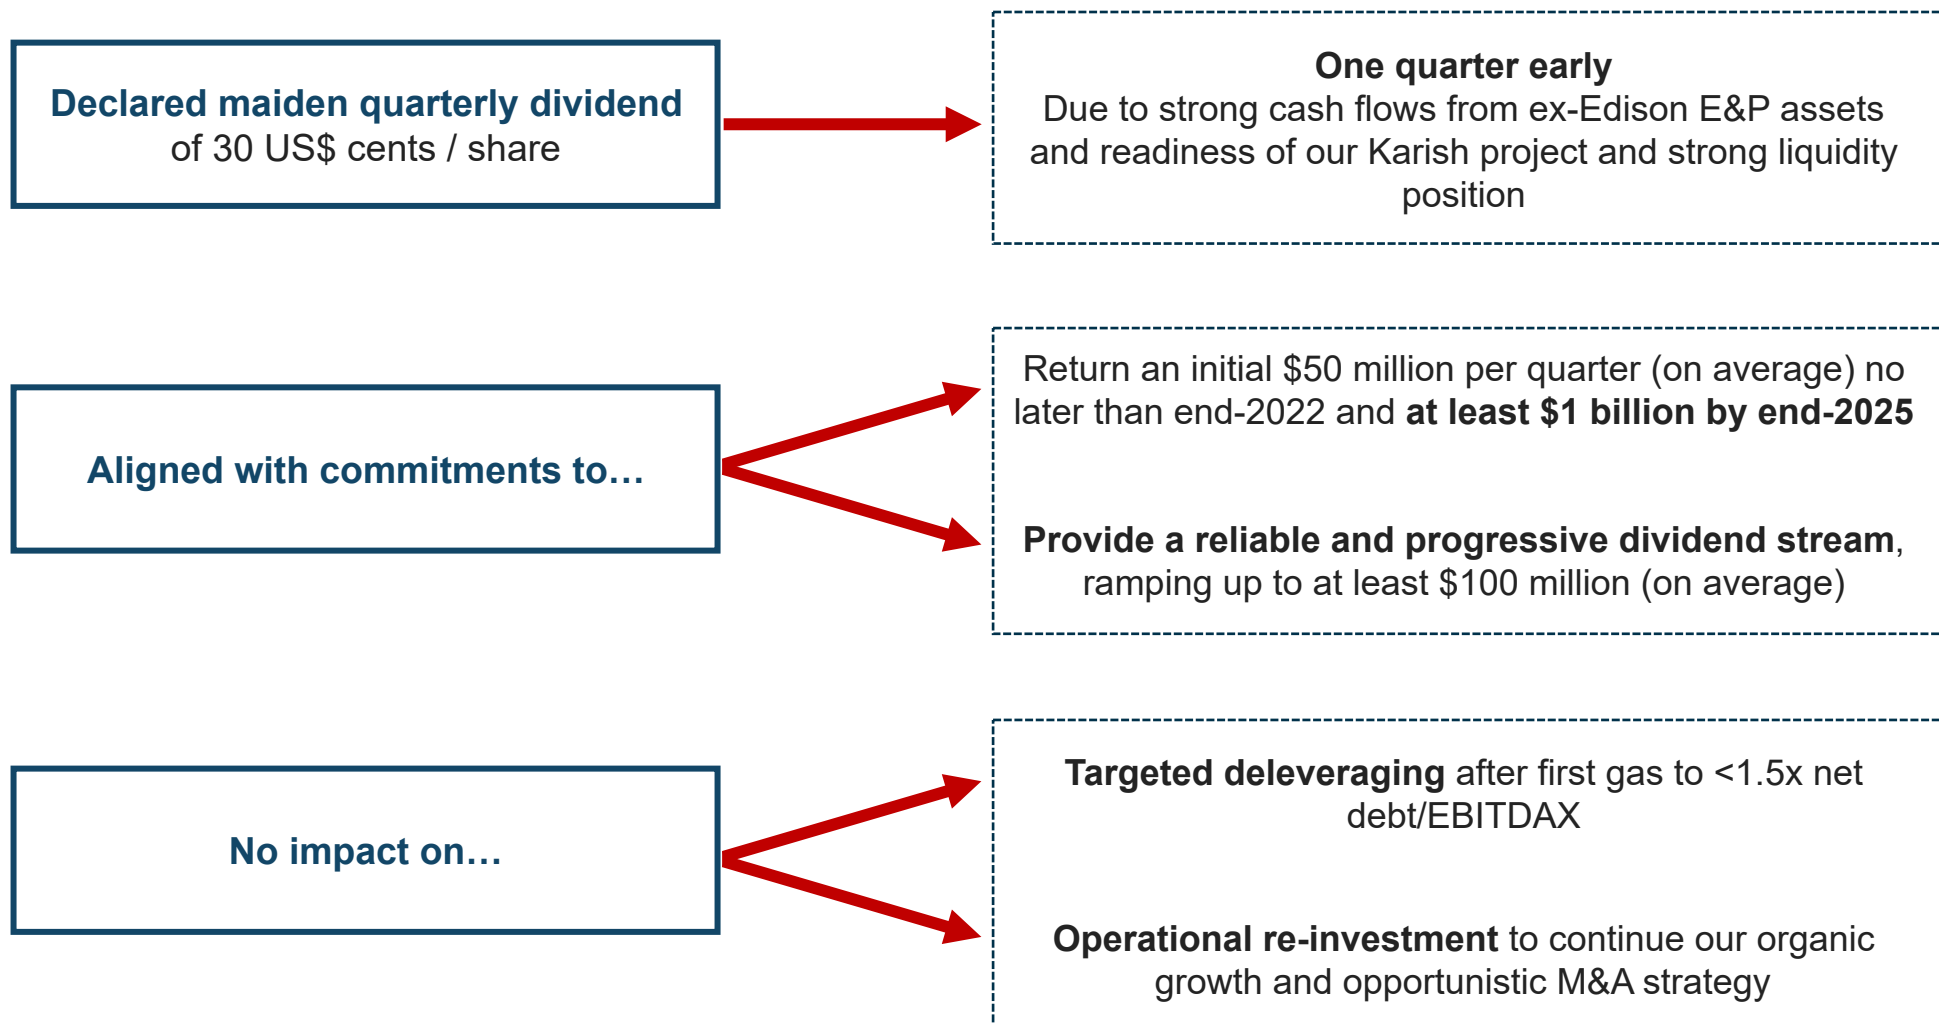 Declared maiden quarterly dividend
of 30 US$ cents / share
One quarter early
Due to strong cash flows from ex-Edison E&P assets
and readiness of our Karish project and strong liquidity
position
Aligned with commitments to…
Return an initial $50 million per quarter (on average) no
later than end-2022 and at least $1 billion by end-2025
Provide a reliable and progressive dividend stream,
ramping up to at least $100 million (on average)
No impact on…
Targeted deleveraging after first gas to <1.5x net
debt/EBITDAX
Operational re-investment to continue our organic
growth and opportunistic M&A strategy